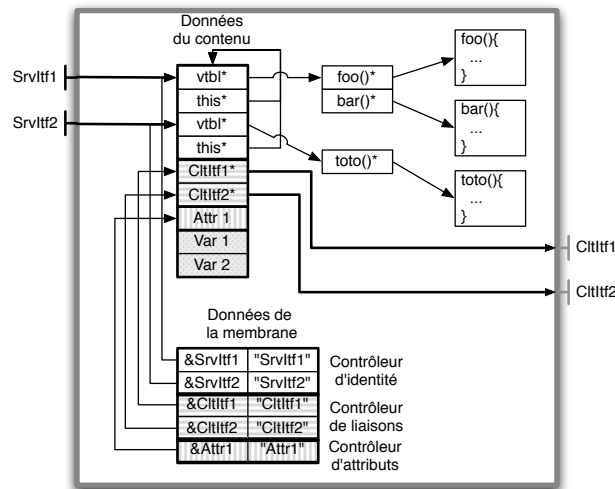 Données
du contenu
SrvItf1
SrvItf2
vtbl*
this*
vtbl*
this*
CltItf1*
CltItf2*
Attr 1
Var 1
Var 2
foo()*
bar()*
toto()*
foo(){
...
}
bar(){
...
}
toto(){
...
}
CltItf1
CltItf2
Données de
la membrane
&SrvItf1 "SrvItf1"
&SrvItf2 "SrvItf2"
&CltItf1 "CltItf1"
&CltItf2 "CltItf2"
&Attr1 "Attr1"
Contrôleur
d'identité
Contrôleur
de liaisons
Contrôleur
d'attributs